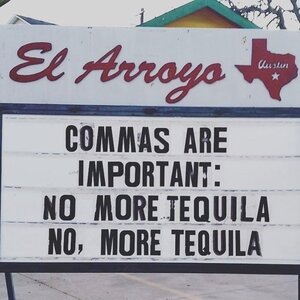 El Arroyo
Austin
COMMAS ARE
IMPORTANT:
NO MORE TEQUILA
NO, MORE TEQUILA